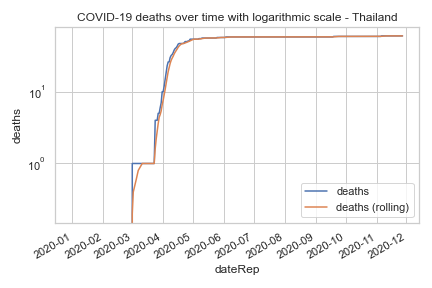 COVID-19 deaths over time with logarithmic scale - Thailand
deaths
10¹
10⁰
deaths
deaths (rolling)
2020-01
2020-02
2020-03
2020-04
2020-05
2020-06
2020-07
2020-08
2020-09
2020-10
2020-11
2020-12
dateRep